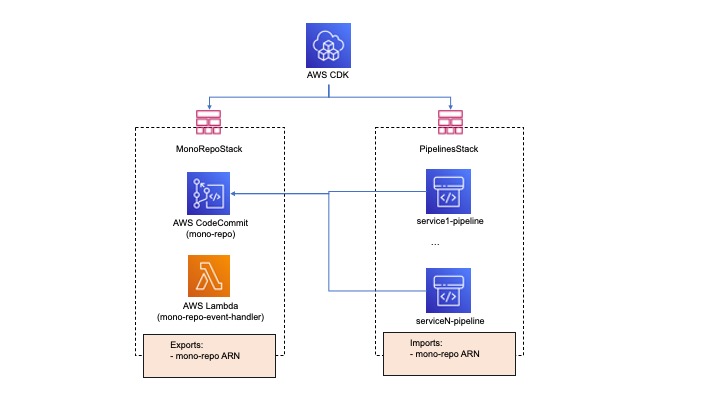 AWS CDK
MonoRepoStack
AWS CodeCommit
(mono-repo)
AWS Lambda
(mono-repo-event-handler)
Exports:
- mono-repo ARN
PipelinesStack
service1-pipeline
...
serviceN-pipeline
Imports:
- mono-repo ARN